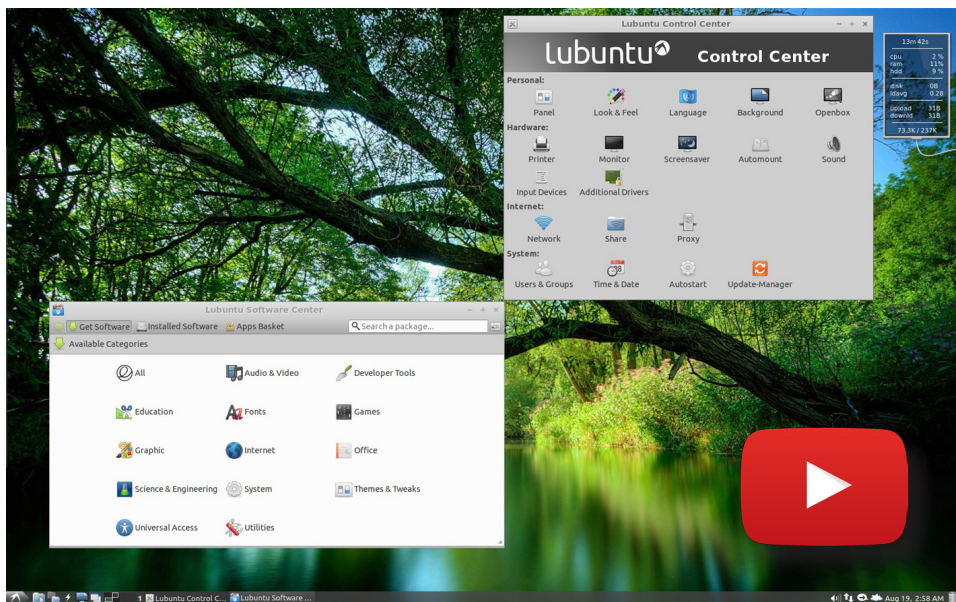 Lubuntu Control Center
lubuntu Control Center
Personal:
Panel Look & Feel Language Background Openbox
Hardware:
Printer Monitor Screensaver Automount Sound
Input Devices Additional Drivers
Internet:
Network Share Proxy
System:
Users & Groups Time & Date Autostart Update-Manager
13m 42s
cpu 2 %
ram 11%
hdd 9 %
disk 0B
ldavg 0.28
upload 31B
downld 31B
73.3K / 237K
Lubuntu Software Center
Get Software Installed Software Apps Basket Search a package...
Available Categories
All Audio & Video Developer Tools
Education Fonts Games
Graphic Internet Office
Science & Engineering System Themes & Tweaks
Universal Access Utilities
1 Lubuntu Control C... Lubuntu Software ... Aug 19, 2:58 AM